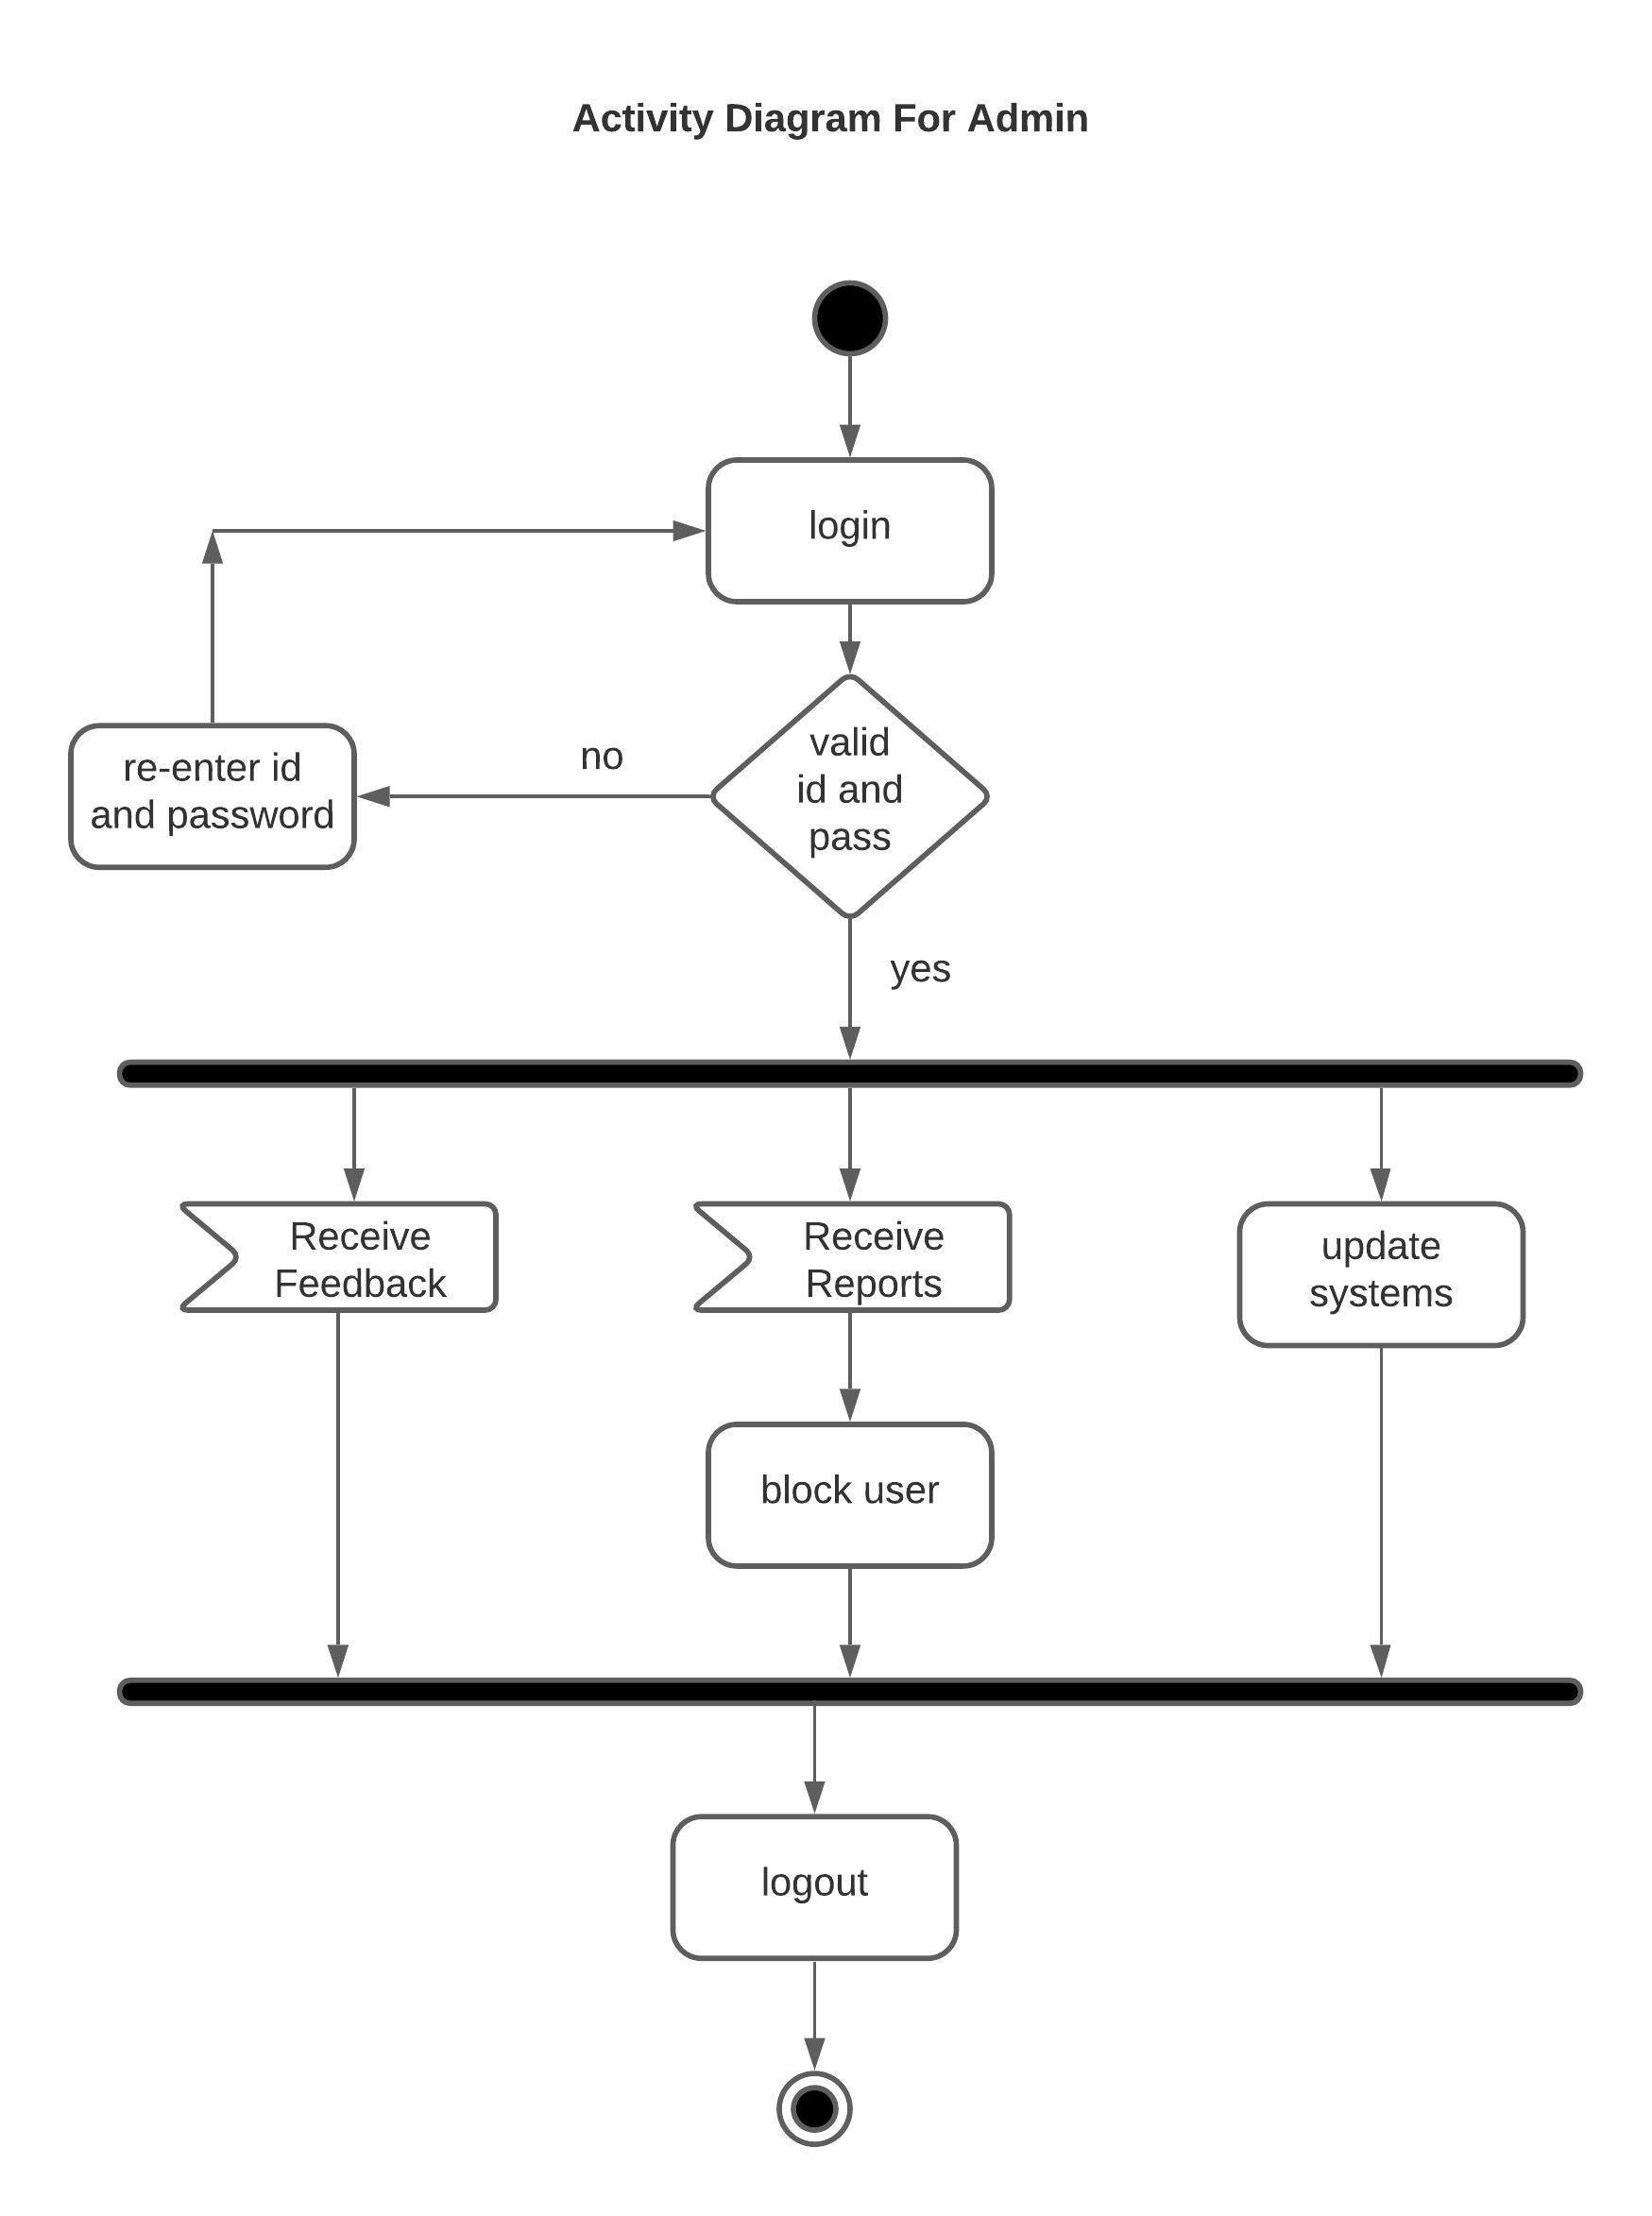 Activity Diagram For Admin
login
re-enter id
and password
no
valid
id and
pass
yes
Receive
Feedback
Receive
Reports
update
systems
block user
logout